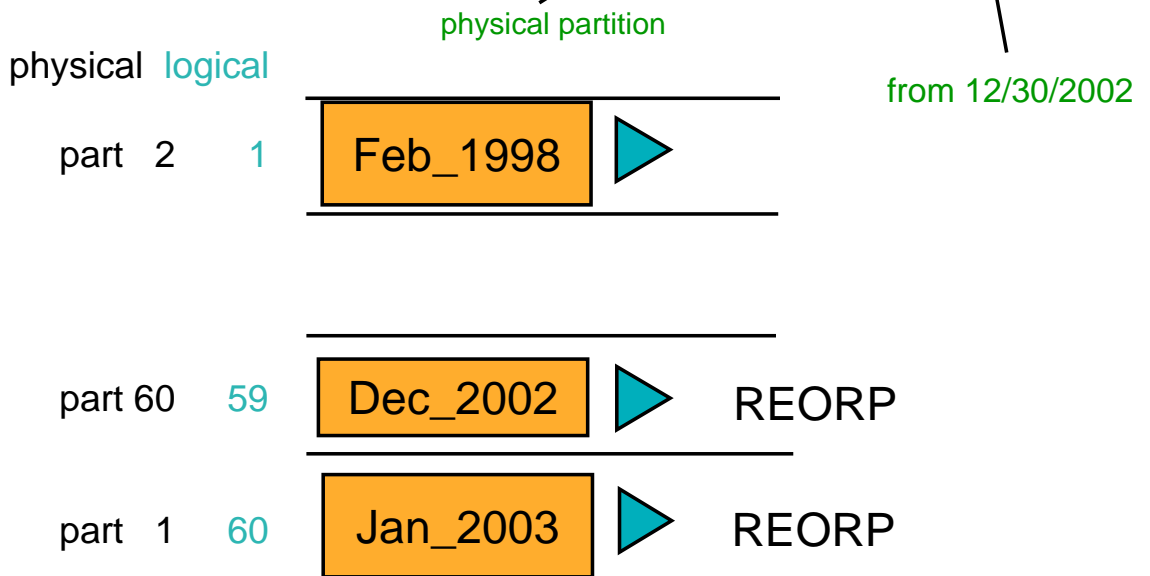 physical partition
physical logical
from 12/30/2002
part 2 1 Feb_1998
part 60 59 Dec_2002 REORP
part 1 60 Jan_2003 REORP